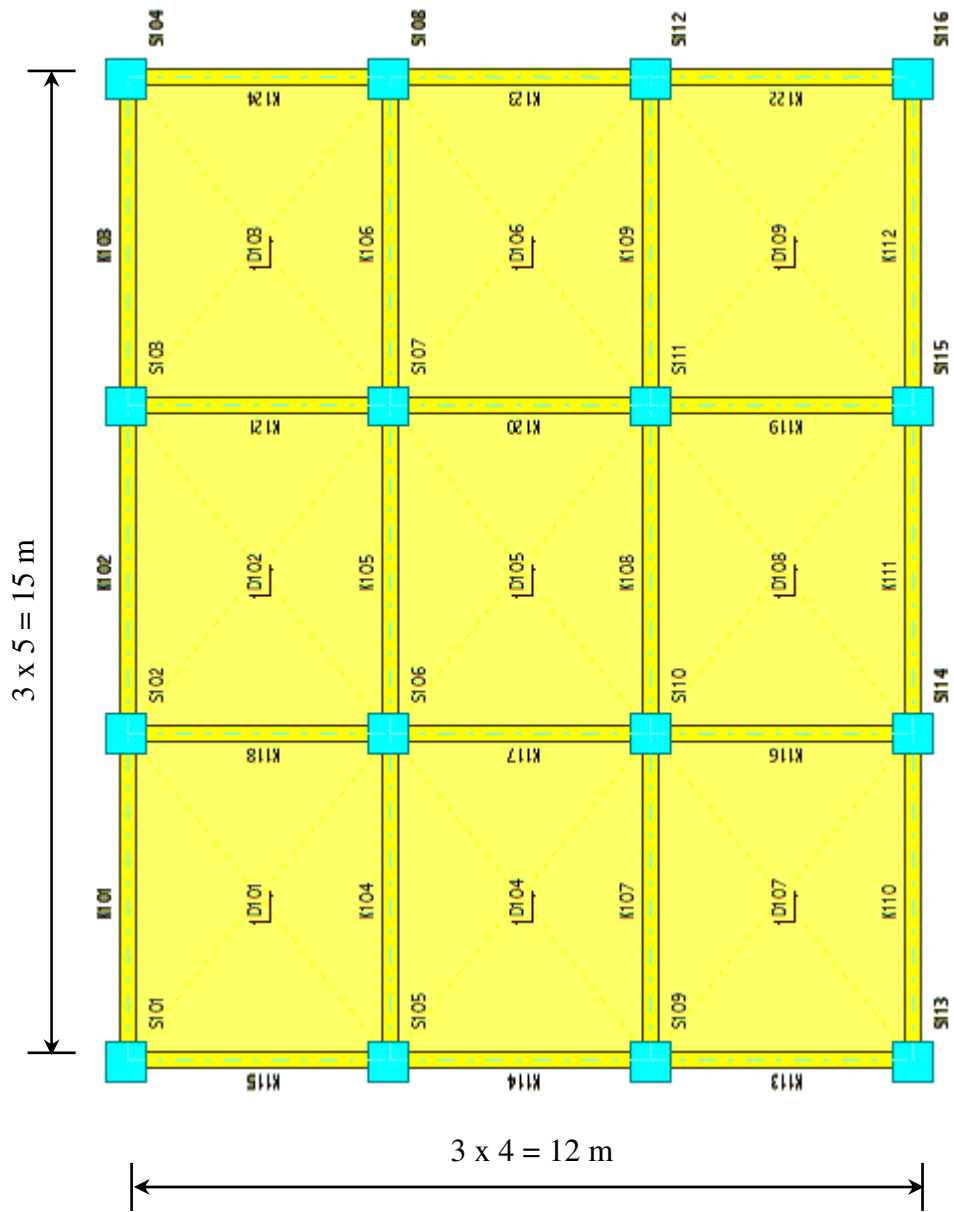 S104 S108 S112 S116
K124 K123 K122
K103 D103 K106 D106 K109 D109 K112
S103 S107 S111 S115
K121 K120 K119
3 x 5 = 15 m
K102 D102 K105 D105 K108 D108 K111
S102 S106 S110 S114
K118 K117 K116
K101 D101 K104 D104 K107 D107 K110
S101 S105 S109 S113
K115 K114 K113
3 x 4 = 12 m